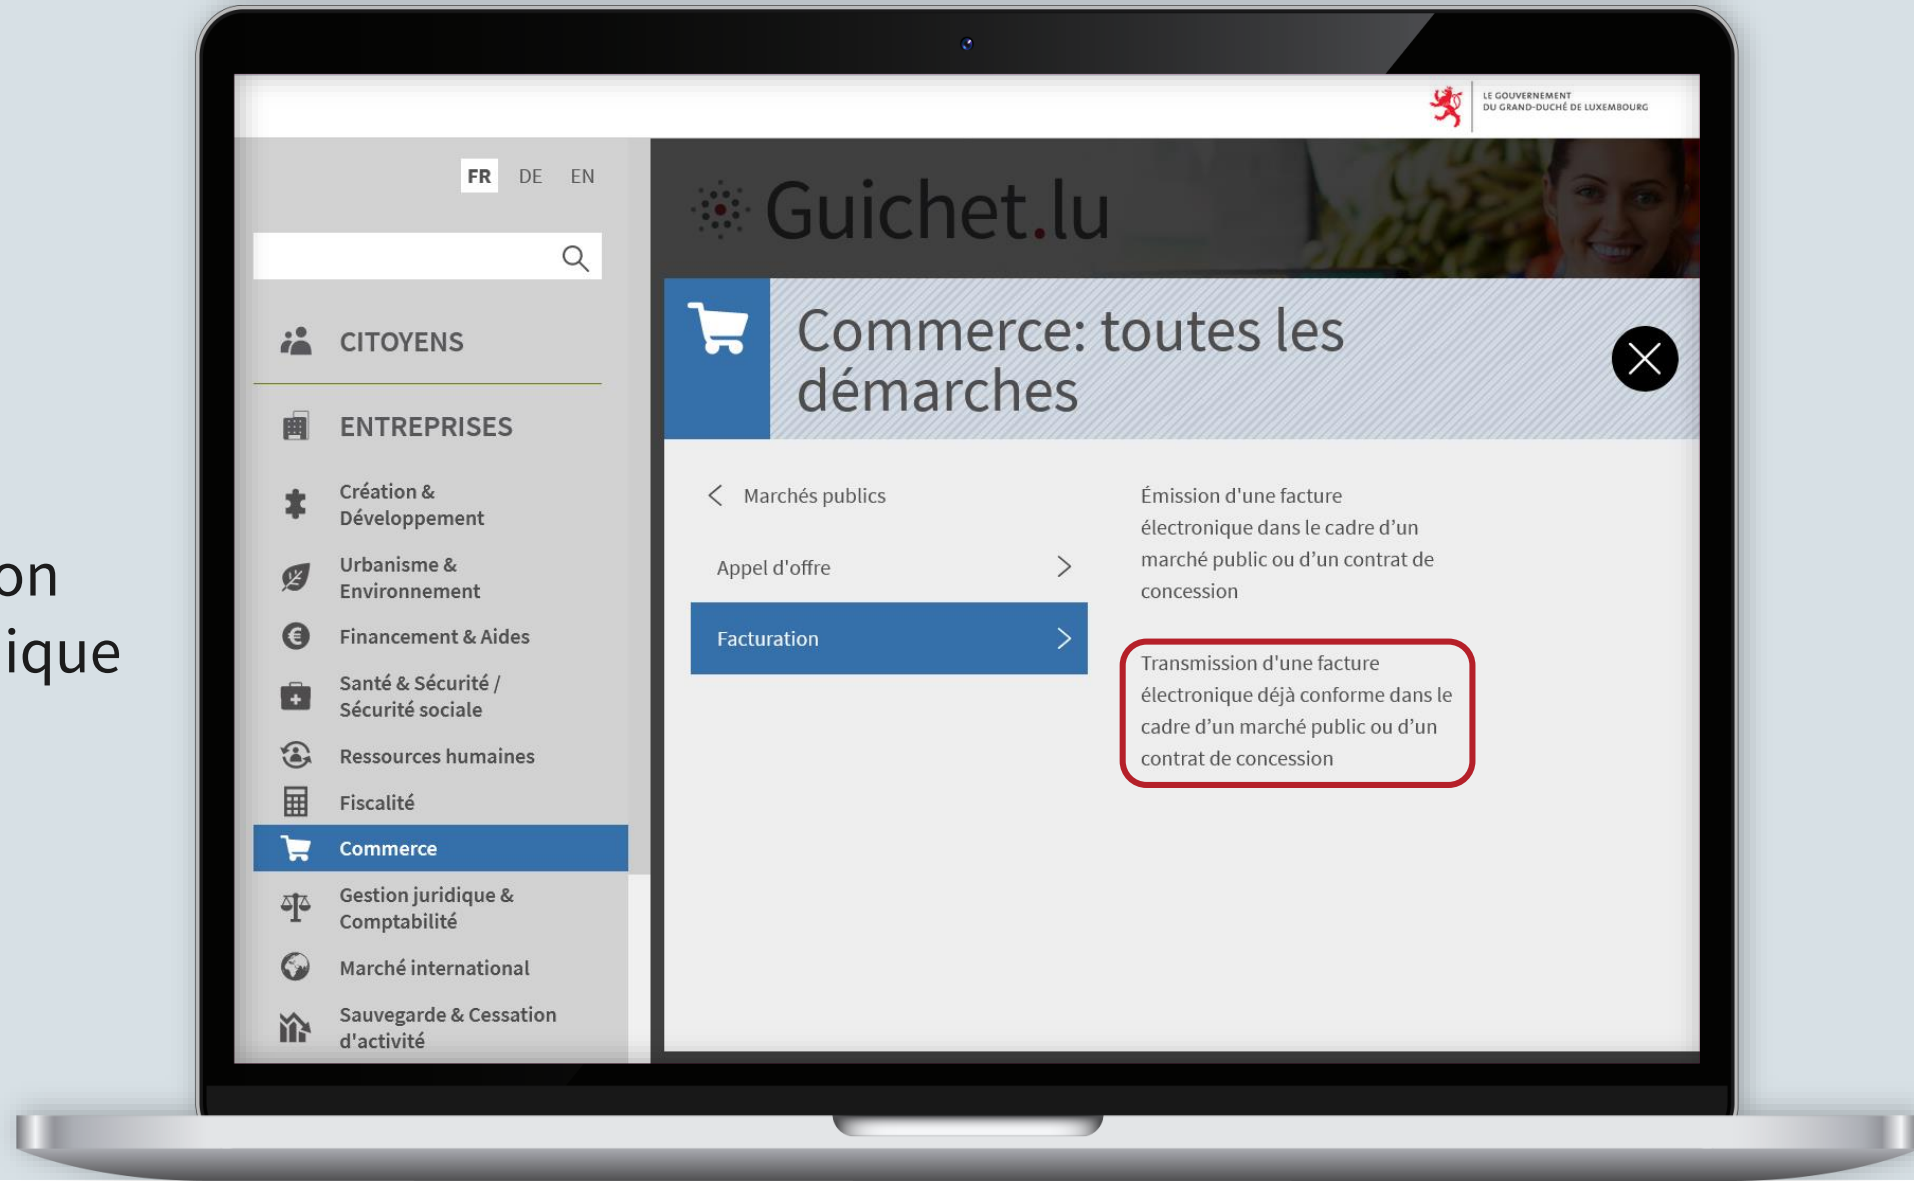 LE GOUVERNEMENT
DU GRAND-DUCHÉ DE LUXEMBOURG
FR DE EN
Guichet.lu
CITOYENS
ENTREPRISES
Création &
Développement
Urbanisme &
Environnement
Financement & Aides
Santé & Sécurité /
Sécurité sociale
Ressources humaines
Fiscalité
Commerce
Gestion juridique &
Comptabilité
Marché international
Sauvegarde & Cessation
d'activité
Commerce: toutes les
démarches
Marchés publics
Appel d'offre
Facturation
Émission d'une facture
électronique dans le cadre d’un
marché public ou d’un contrat de
concession
Transmission d'une facture
électronique déjà conforme dans le
cadre d’un marché public ou d’un
contrat de concession
on
ique